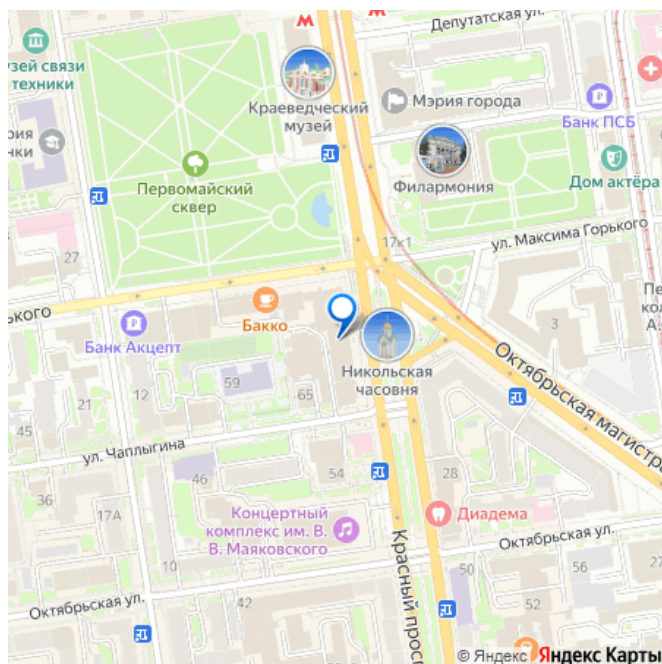 М
М
Депутатская ул.
узей связи
техники
Краеведческий
музей
Мэрия города
Банк ПСБ
Первомайский
сквер
Филармония
Дом актёра
17к1
ул. Максима Горького
27
Бакко
Банк Акцепт
3
Октябрьская магистра
Никольская
часовня
59
65
12
21
45
ул. Чаплыгина
46
54
28
36
17А
Концертный
комплекс им. В.
В. Маяковского
Диадема
Октябрьская ул.
Красный просп
50
56
27
Октябрьская ул.
10
42
52
© Яндекс Яндекс Карты